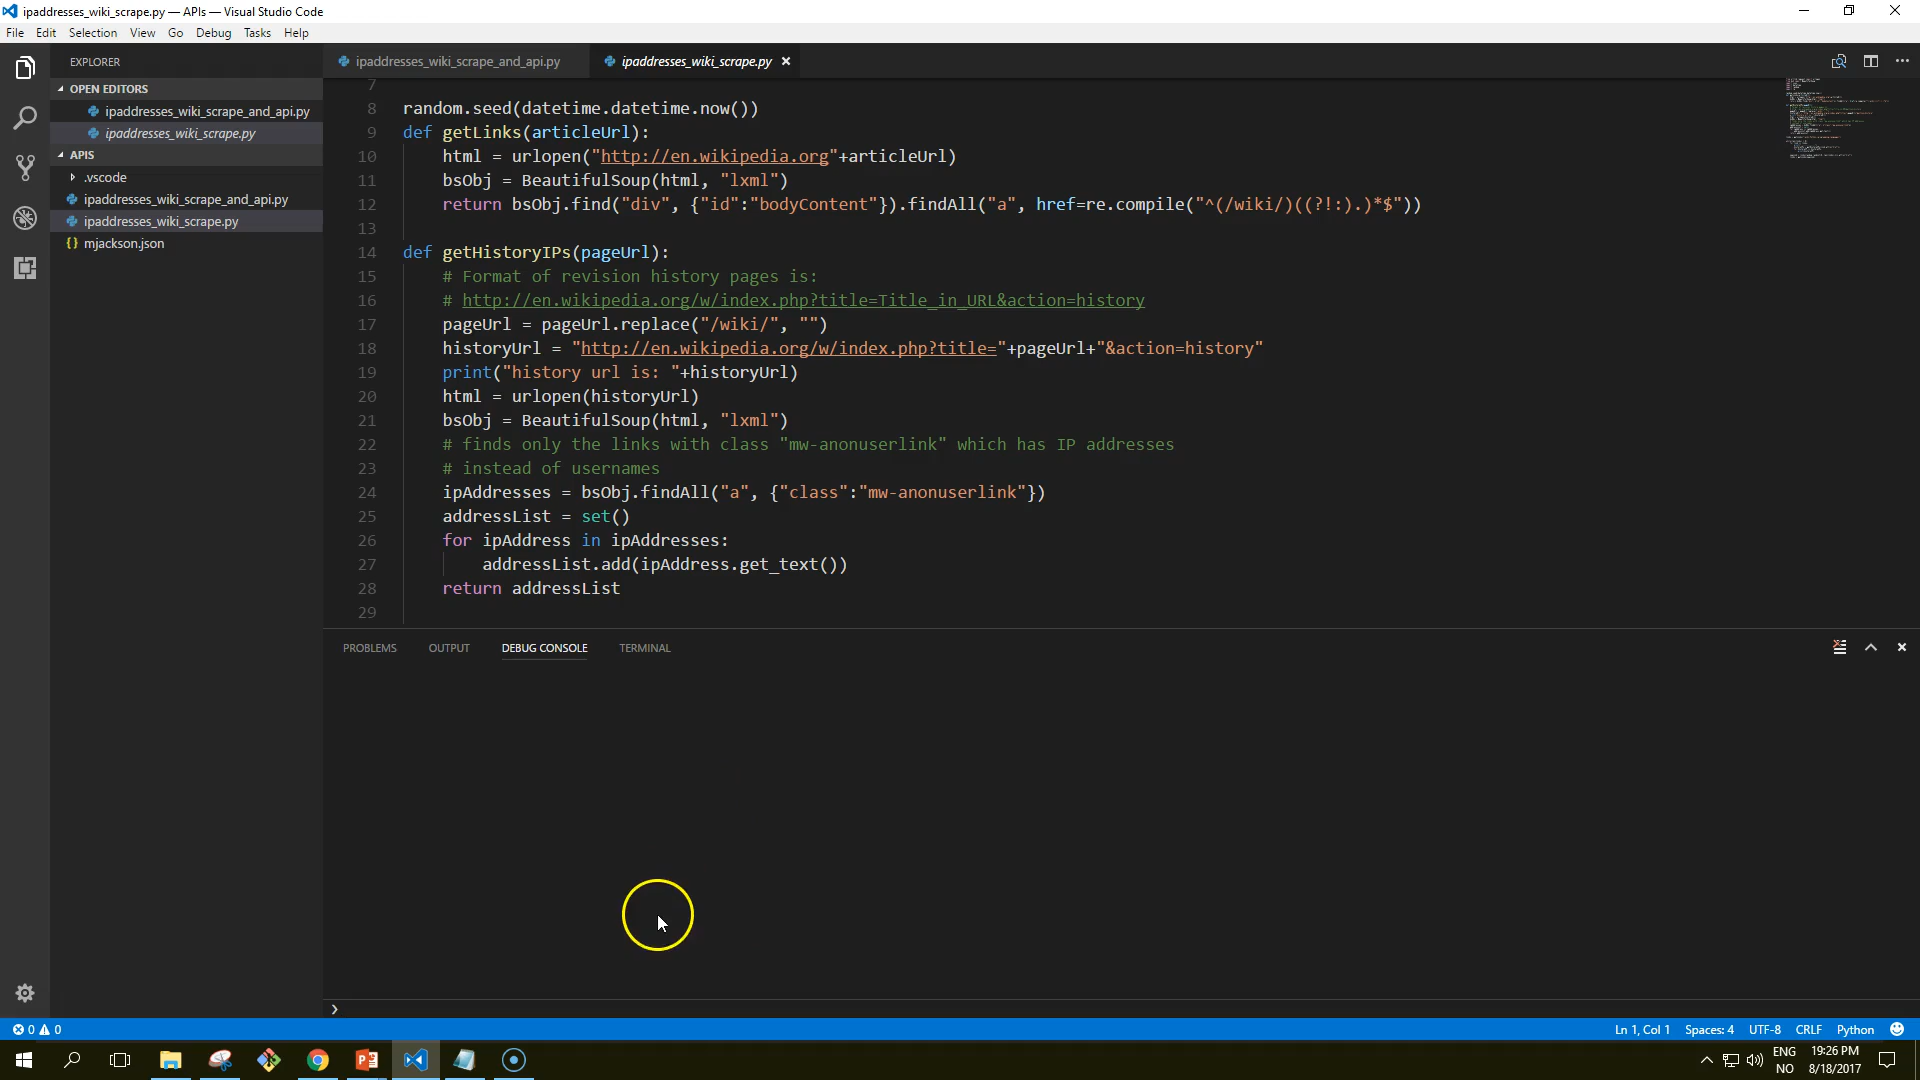 ipaddresses_wiki_scrape.py — APIs — Visual Studio Code
File Edit Selection View Go Debug Tasks Help
EXPLORER
OPEN EDITORS
ipaddresses_wiki_scrape_and_api.py
ipaddresses_wiki_scrape.py
APIS
.vscode
ipaddresses_wiki_scrape_and_api.py
ipaddresses_wiki_scrape.py
{} mjackson.json
ipaddresses_wiki_scrape_and_api.py ipaddresses_wiki_scrape.py
7
8 random.seed(datetime.datetime.now())
9 def getLinks(articleUrl):
10 html = urlopen("http://en.wikipedia.org"+articleUrl)
11 bsObj = BeautifulSoup(html, "lxml")
12 return bsObj.find("div", {"id":"bodyContent"}).findAll("a", href=re.compile("^(/wiki/)((?!:).)*$"))
13
14 def getHistoryIPs(pageUrl):
15 # Format of revision history pages is:
16 # http://en.wikipedia.org/w/index.php?title=Title_in_URL&action=history
17 pageUrl = pageUrl.replace("/wiki/", "")
18 historyUrl = "http://en.wikipedia.org/w/index.php?title="+pageUrl+"&action=history"
19 print("history url is: "+historyUrl)
20 html = urlopen(historyUrl)
21 bsObj = BeautifulSoup(html, "lxml")
22 # finds only the links with class "mw-anonuserlink" which has IP addresses
23 # instead of usernames
24 ipAddresses = bsObj.findAll("a", {"class":"mw-anonuserlink"})
25 addressList = set()
26 for ipAddress in ipAddresses:
27 addressList.add(ipAddress.get_text())
28 return addressList
29
PROBLEMS OUTPUT DEBUG CONSOLE TERMINAL
0 0
Ln 1, Col 1 Spaces: 4 UTF-8 CRLF Python
ENG 19:26 PM
NO 8/18/2017